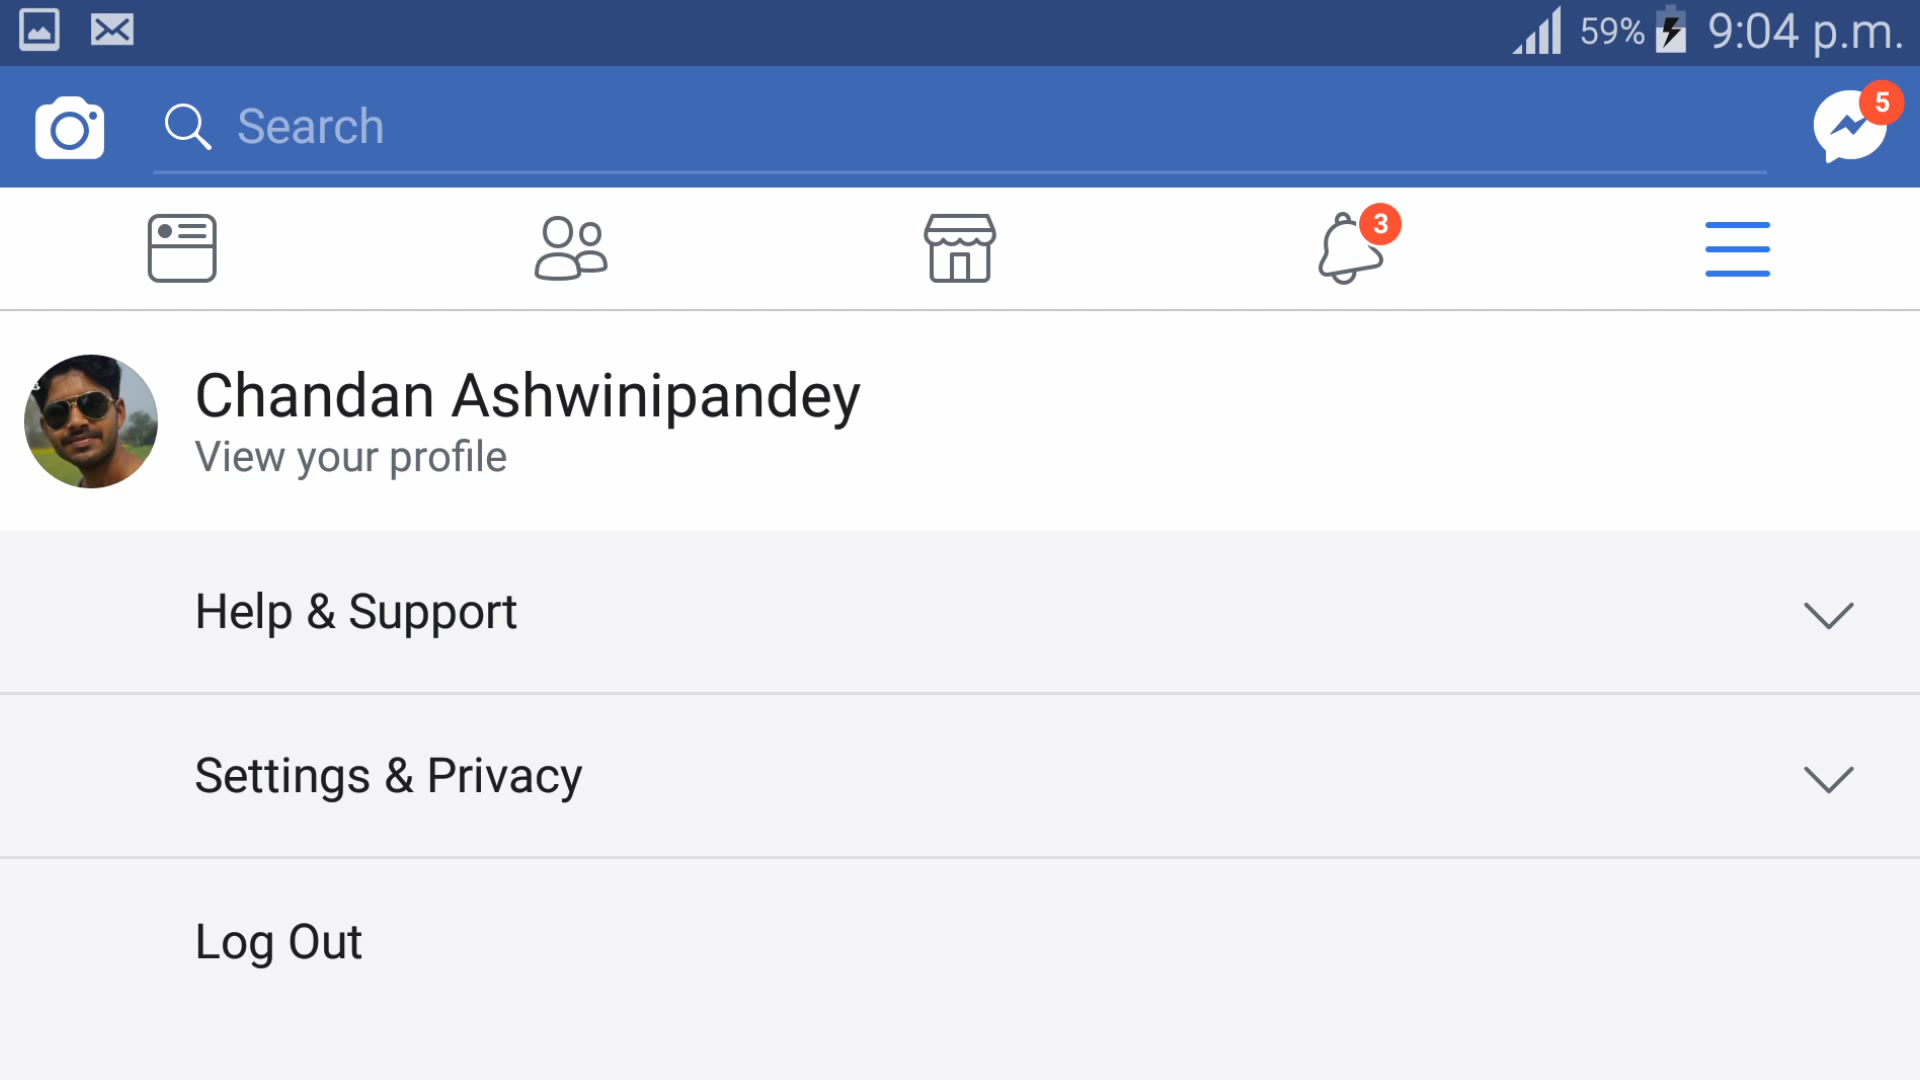 59% 9:04 p.m.
Search
5
3
Chandan Ashwinipandey
View your profile
Help & Support
Settings & Privacy
Log Out